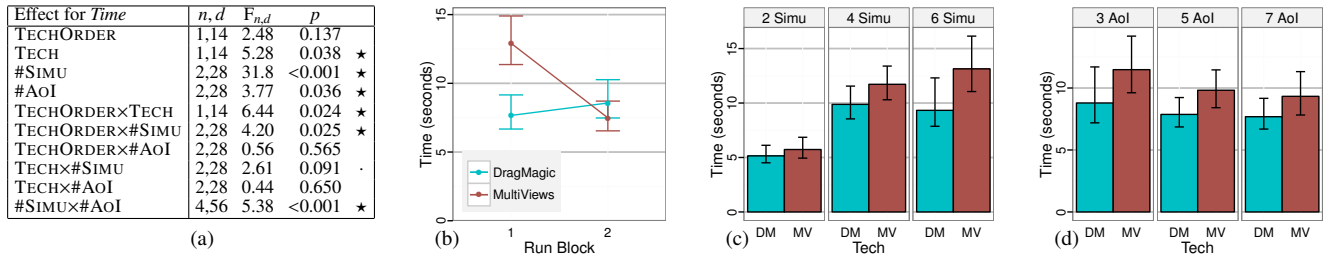 Effect for Time n, d F n,d p
TECHORDER 1,14 2.48 0.137
TECH 1,14 5.28 0.038 ★
#SIMU 2,28 31.8 <0.001 ★
#AOI 2,28 3.77 0.036 ★
TECHORDER×TECH 1,14 6.44 0.024 ★
TECHORDER×#SIMU 2,28 4.20 0.025 ★
TECHORDER×#AOI 2,28 0.56 0.565
TECH×#SIMU 2,28 2.61 0.091 ·
TECH×#AOI 2,28 0.44 0.650
#SIMU×#AOI 4,56 5.38 <0.001 ★
(a)
15
10
5
0
Time (seconds)
DragMagic
MultiViews
1 2
Run Block
(b)
2 Simu 4 Simu 6 Simu
15
10
5
0
Time (seconds)
DM MV DM MV DM MV
Tech
(c)
3 AoI 5 AoI 7 AoI
15
10
5
0
Time (seconds)
DM MV DM MV DM MV
Tech
(d)